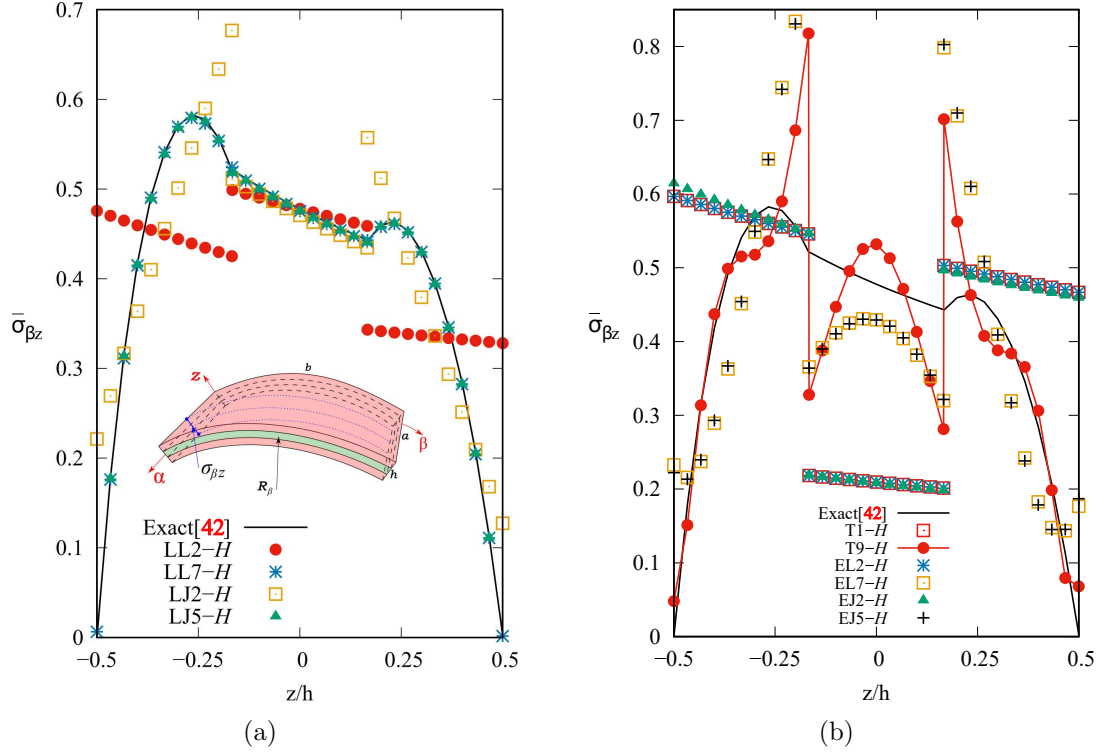 0.7
0.6
0.5
0.4
0.3
0.2
0.1
0
σ̄βz
−0.5
−0.25
0
0.25
0.5
z/h
z
b
a
β
h
α
σβz
Rβ
Exact[42]
LL2−H
LL7−H
LJ2−H
LJ5−H
(a)
0.8
0.7
0.6
0.5
0.4
0.3
0.2
0.1
0
σ̄βz
−0.5
−0.25
0
0.25
0.5
z/h
Exact[42]
T1−H
T9−H
EL2−H
EL7−H
EJ2−H
EJ5−H
(b)